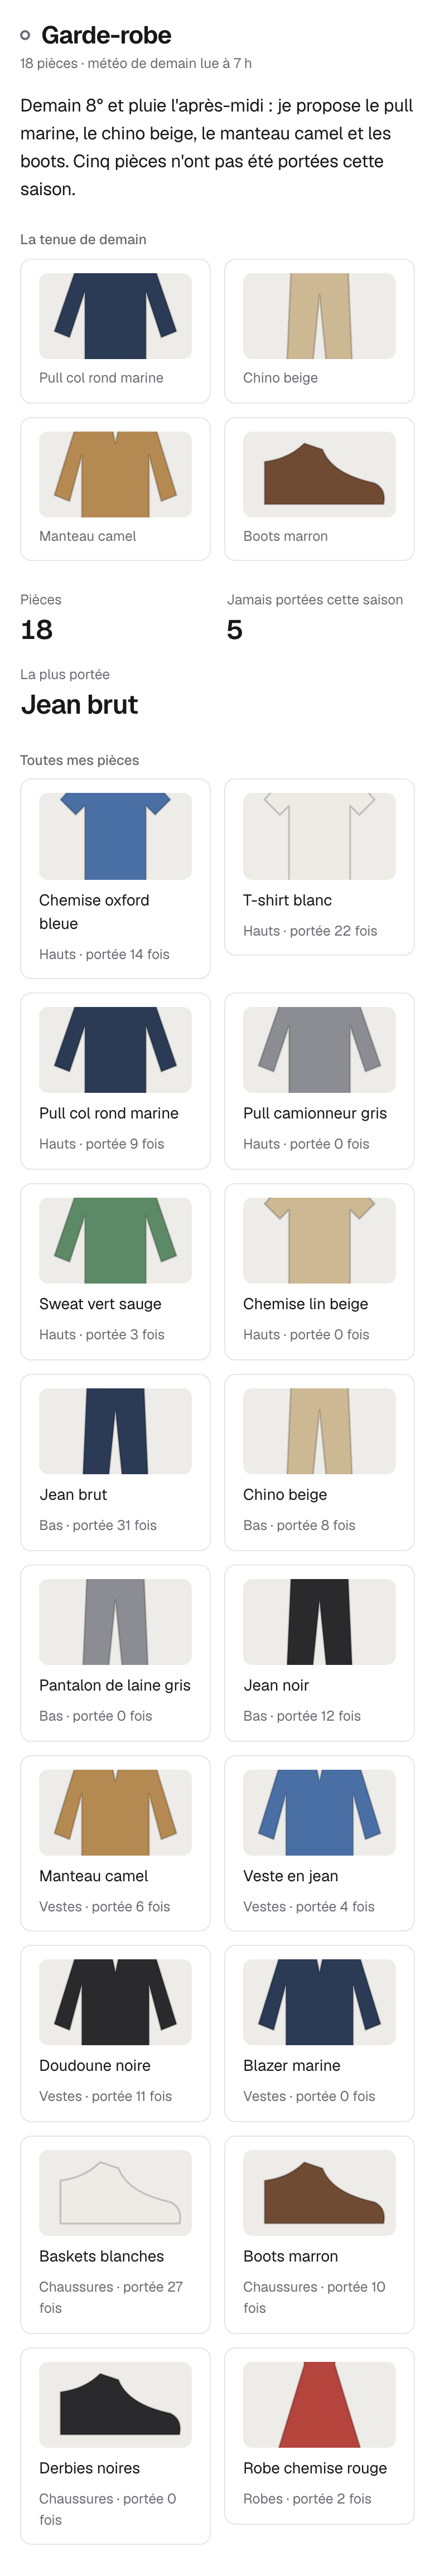 Garde-robe
18 pièces · météo de demain lue à 7 h
Demain 8° et pluie l'après-midi : je propose le pull
marine, le chino beige, le manteau camel et les
boots. Cinq pièces n'ont pas été portées cette
saison.
La tenue de demain
Pull col rond marine
Chino beige
Manteau camel
Boots marron
Pièces
18
Jamais portées cette saison
5
La plus portée
Jean brut
Toutes mes pièces
Chemise oxford
bleue
Hauts · portée 14 fois
T-shirt blanc
Hauts · portée 22 fois
Pull col rond marine
Hauts · portée 9 fois
Pull camionneur gris
Hauts · portée 0 fois
Sweat vert sauge
Hauts · portée 3 fois
Chemise lin beige
Hauts · portée 0 fois
Jean brut
Bas · portée 31 fois
Chino beige
Bas · portée 8 fois
Pantalon de laine gris
Bas · portée 0 fois
Jean noir
Bas · portée 12 fois
Manteau camel
Vestes · portée 6 fois
Veste en jean
Vestes · portée 4 fois
Doudoune noire
Vestes · portée 11 fois
Blazer marine
Vestes · portée 0 fois
Baskets blanches
Chaussures · portée 27
fois
Boots marron
Chaussures · portée 10
fois
Derbies noires
Chaussures · portée 0
fois
Robe chemise rouge
Robes · portée 2 fois